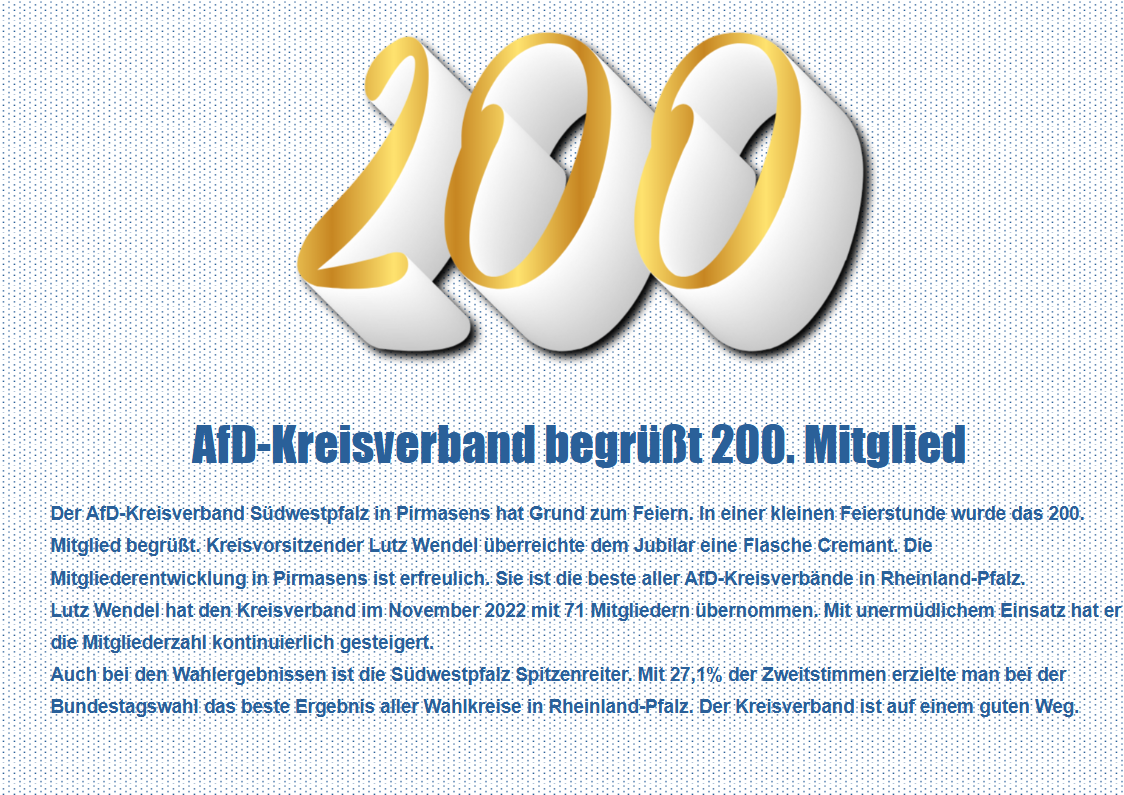 200
AfD-Kreisverband begrüßt 200. Mitglied
Der AfD-Kreisverband Südwestpfalz in Pirmasens hat Grund zum Feiern. In einer kleinen Feierstunde wurde das 200.
Mitglied begrüßt. Kreisvorsitzender Lutz Wendel überreichte dem Jubilar eine Flasche Cremant. Die
Mitgliederentwicklung in Pirmasens ist erfreulich. Sie ist die beste aller AfD-Kreisverbände in Rheinland-Pfalz.
Lutz Wendel hat den Kreisverband im November 2022 mit 71 Mitgliedern übernommen. Mit unermüdlichem Einsatz hat er
die Mitgliederzahl kontinuierlich gesteigert.
Auch bei den Wahlergebnissen ist die Südwestpfalz Spitzenreiter. Mit 27,1% der Zweitstimmen erzielte man bei der
Bundestagswahl das beste Ergebnis aller Wahlkreise in Rheinland-Pfalz. Der Kreisverband ist auf einem guten Weg.